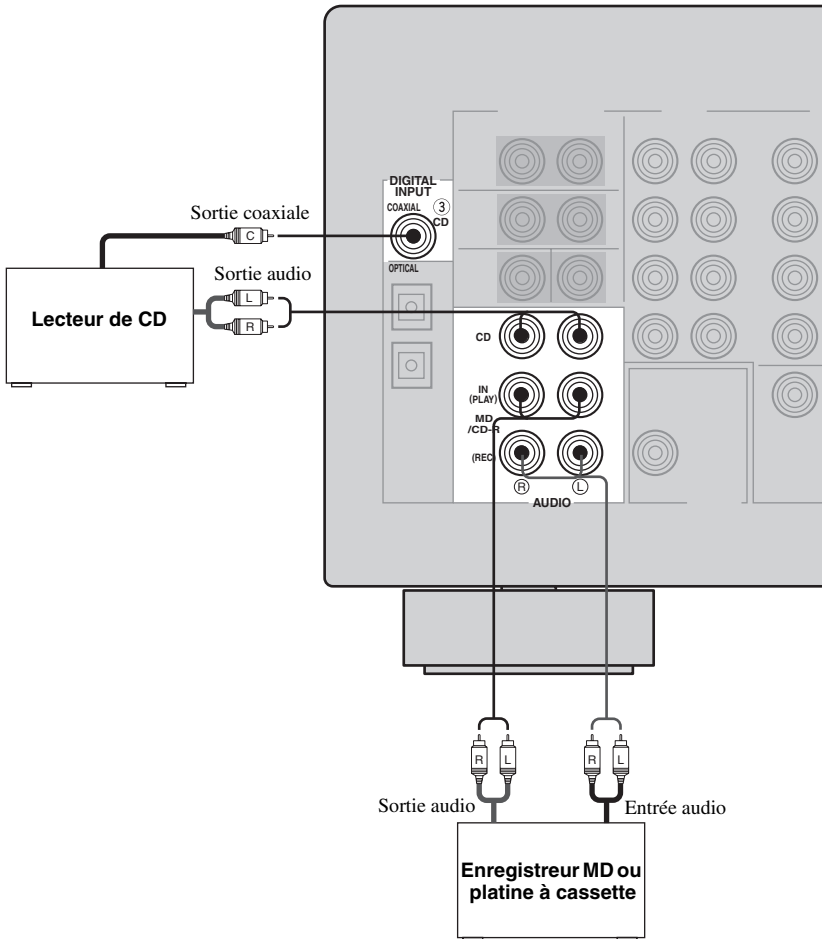 DIGITAL
INPUT
COAXIAL
③
CD
Sortie coaxiale
C
OPTICAL
Sortie audio
L
R
Lecteur de CD
CD
IN
(PLAY)
MD
/CD-R
(REC)
Ⓡ
Ⓛ
AUDIO
R
L
R
L
Sortie audio
Entrée audio
Enregistreur MD ou
platine à cassette